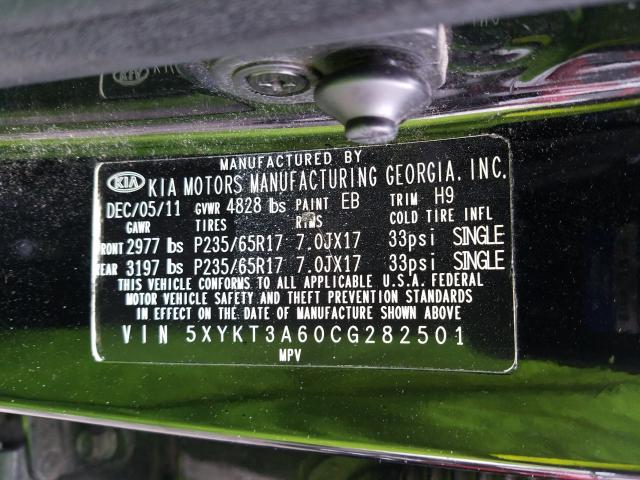 MANUFACTURED BY
KIA KIA MOTORS MANUFACTURING GEORGIA. INC.
DEC/05/11 GVWR 4828 lbs PAINT EB TRIM H9
GAWR TIRES RIMS COLD TIRE INFL
FRONT 2977 lbs P235/65R17 7.0JX17 33psi SINGLE
REAR 3197 lbs P235/65R17 7.0JX17 33psi SINGLE
THIS VEHICLE CONFORMS TO ALL APPLICABLE U.S.A. FEDERAL
MOTOR VEHICLE SAFETY & THEFT PREVENTION STANDARDS
IN EFFECT ON THE DATE OF MANUFACTURE SHOWN ABOVE
VIN 5XYKT3A60CG282501
MPV